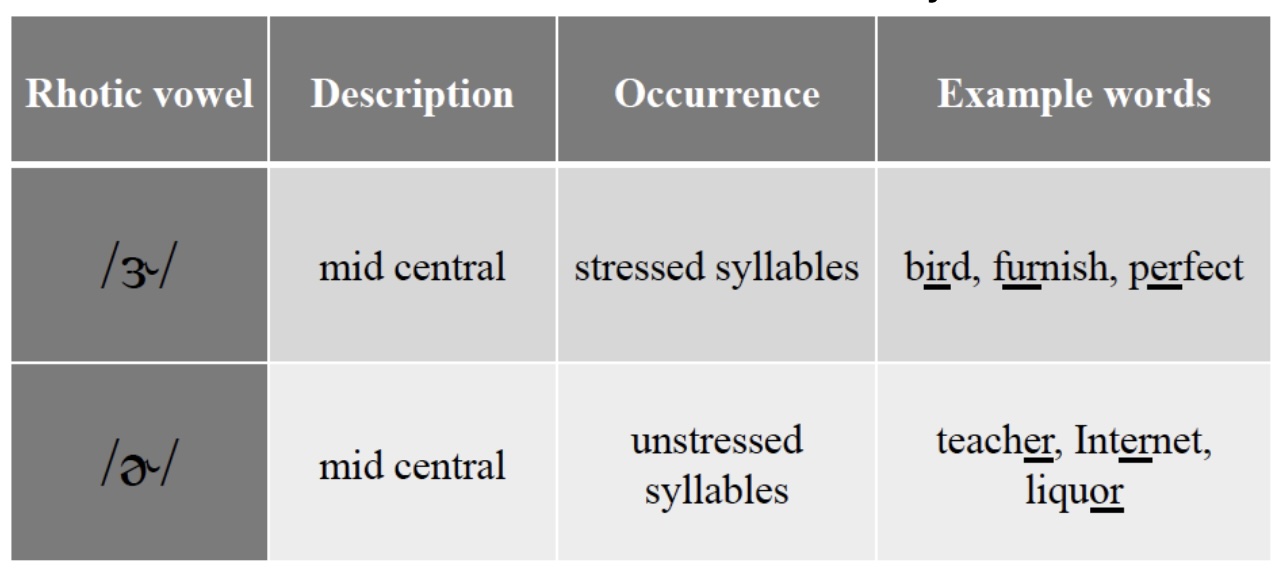 Rhotic vowel Description Occurrence Example words
/ɝ/ mid central stressed syllables bird, furnish, perfect
/ɚ/ mid central unstressed syllables teacher, Internet, liquor